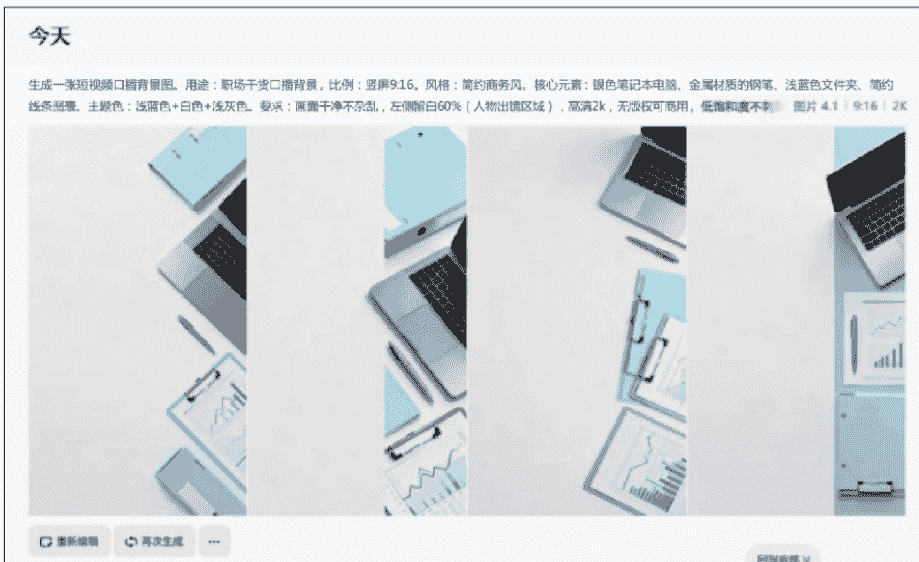 今天
生成一张短视频口播背景图。用途：职场干货口播背景，比例：竖屏9:16。风格：简约商务风。核心元素：银色笔记本电脑、金属材质的钢笔、浅蓝色文件夹、简约
线条图表。主题色：浅蓝色+白色+浅灰色。要求：画面干净不杂乱，左侧留白60%（人物出镜区域），高清2k，无版权可商用，低饱和度不刺 图片 4.1 | 9:16 | 2K
重新编辑 再次生成 ...
回到底部